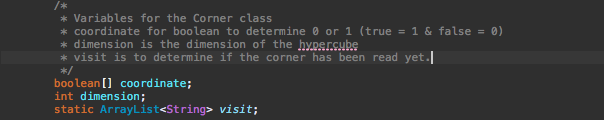 /*
* Variables for the Corner class
* coordinate for boolean to determine 0 or 1 (true = 1 & false = 0)
* dimension is the dimension of the hypercube
* visit is to determine if the corner has been read yet.
*/
boolean[] coordinate;
int dimension;
static ArrayList<String> visit;